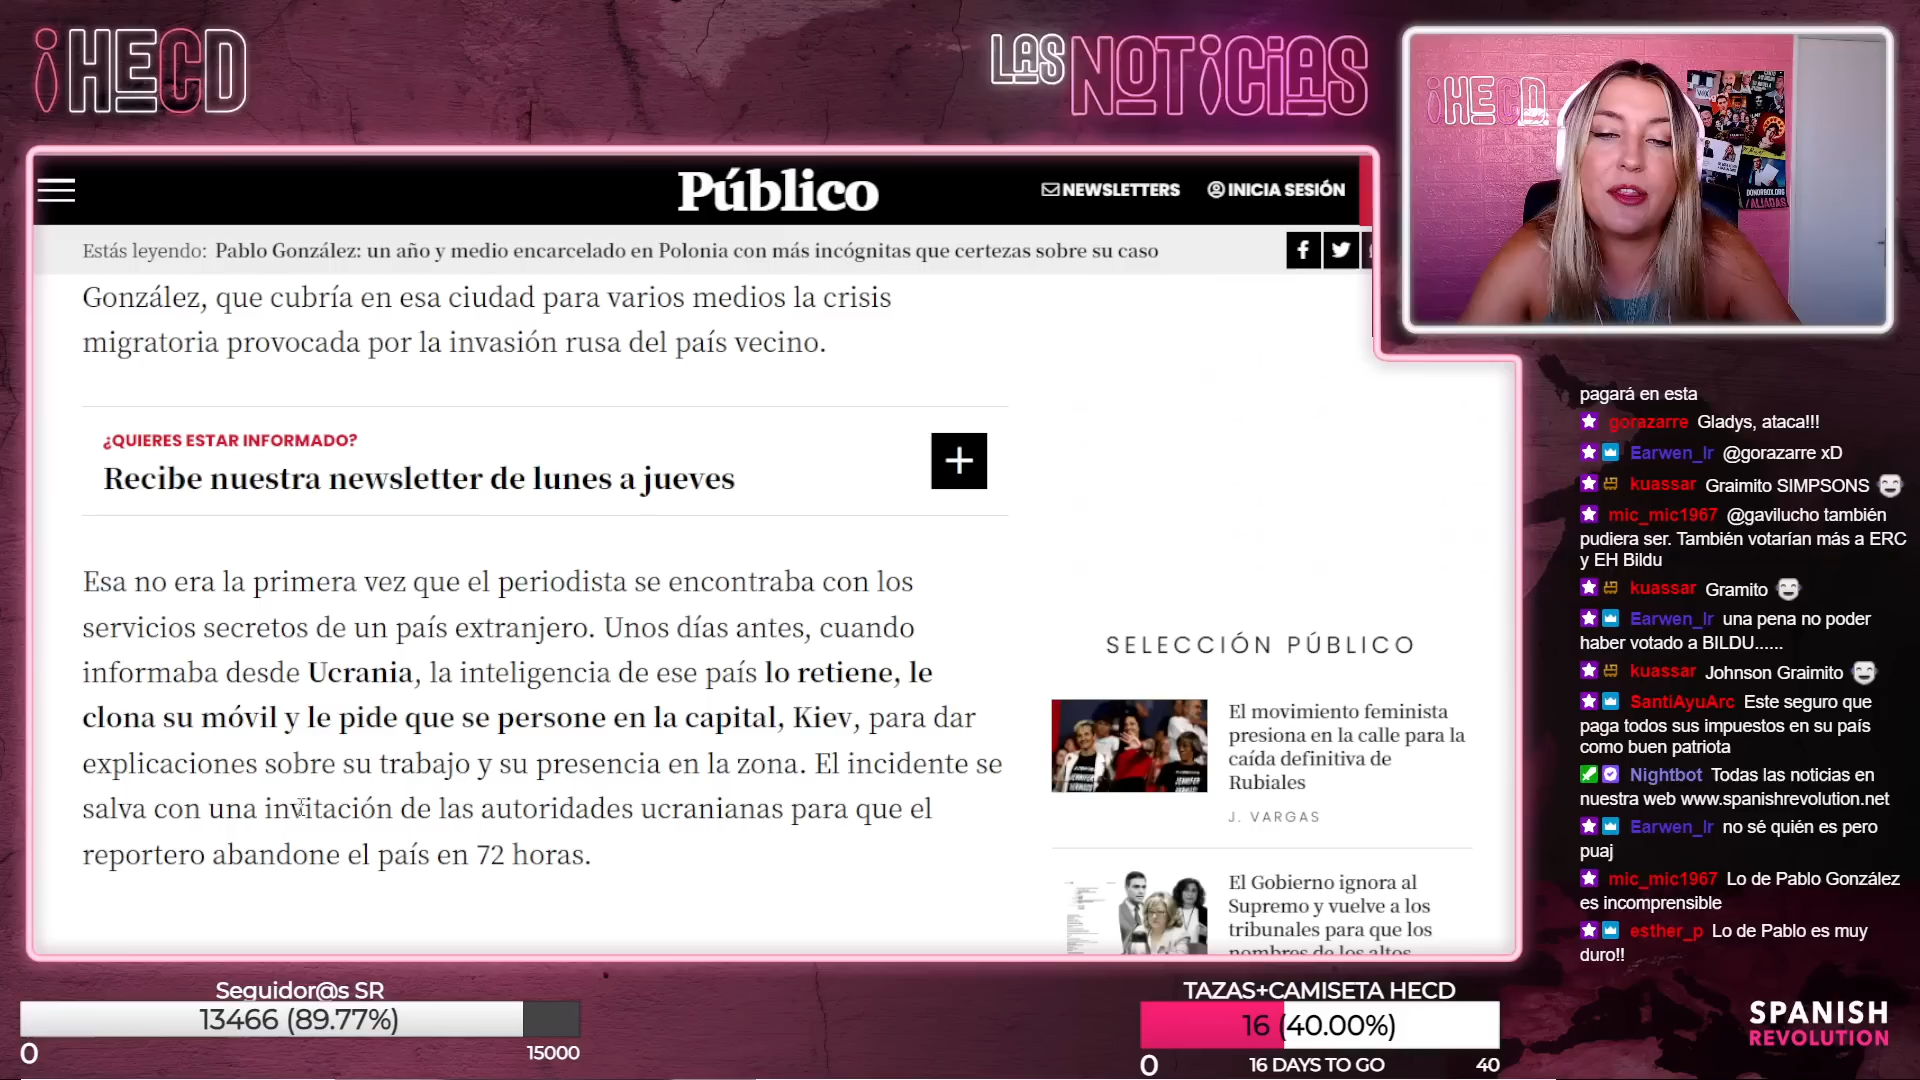 ¡HECD
LAS NOTICIAS
¡HECD
DONORBOX.ORG
/ALIADAS
Público
NEWSLETTERS
INICIA SESIÓN
Estás leyendo: Pablo González: un año y medio encarcelado en Polonia con más incógnitas que certezas sobre su caso
González, que cubría en esa ciudad para varios medios la crisis
migratoria provocada por la invasión rusa del país vecino.
¿QUIERES ESTAR INFORMADO?
Recibe nuestra newsletter de lunes a jueves
Esa no era la primera vez que el periodista se encontraba con los
servicios secretos de un país extranjero. Unos días antes, cuando
informaba desde Ucrania, la inteligencia de ese país lo retiene, le
clona su móvil y le pide que se persone en la capital, Kiev, para dar
explicaciones sobre su trabajo y su presencia en la zona. El incidente se
salva con una invitación de las autoridades ucranianas para que el
reportero abandone el país en 72 horas.
SELECCIÓN PÚBLICO
El movimiento feminista
presiona en la calle para la
caída definitiva de
Rubiales
J. VARGAS
El Gobierno ignora al
Supremo y vuelve a los
tribunales para que los
nombres de los altos
pagará en esta
gorazarre Gladys, ataca!!!
Earwen_Ir @gorazarre xD
kuassar Graimito SIMPSONS
mic_mic1967 @gavilucho también
pudiera ser. También votarían más a ERC
y EH Bildu
kuassar Gramito
Earwen_Ir una pena no poder
haber votado a BILDU......
kuassar Johnson Graimito
SantiAyuArc Este seguro que
paga todos sus impuestos en su país
como buen patriota
Nightbot Todas las noticias en
nuestra web www.spanishrevolution.net
Earwen_Ir no sé quién es pero
puaj
mic_mic1967 Lo de Pablo González
es incomprensible
esther_p Lo de Pablo es muy
duro!!
Seguidor@s SR
13466 (89.77%)
0
15000
TAZAS+CAMISETA HECD
16 (40.00%)
0
16 DAYS TO GO
40
SPANISH
REVOLUTION